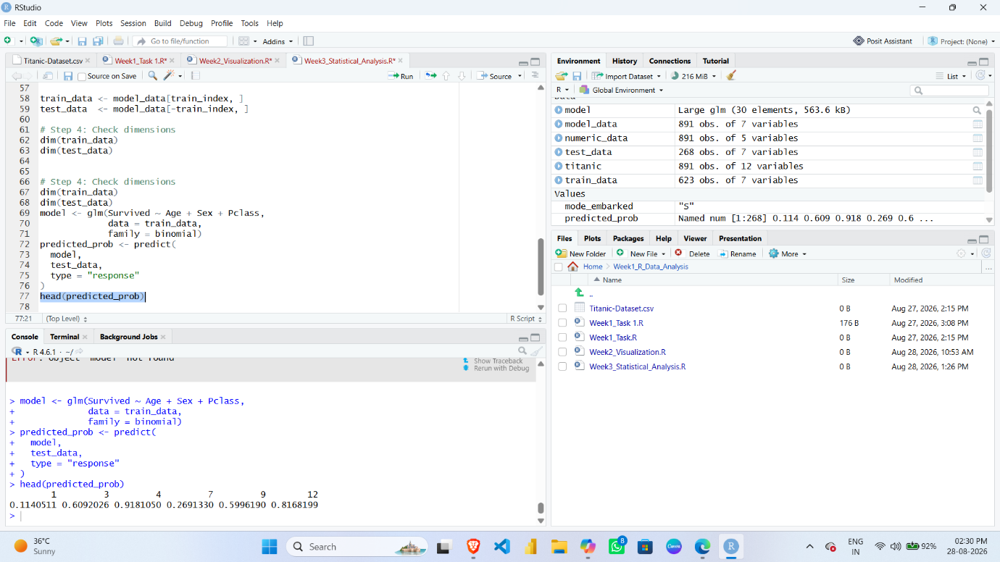 RStudio
File Edit Code View Plots Session Build Debug Profile Tools Help
Go to file/function Addins Posit Assistant Project: (None)
Titanic-Dataset.csv Week1_Task 1.R* Week2_Visualization.R* Week3_Statistical_Analysis.R*
Source on Save Run Source
57
58 train_data <- model_data[train_index, ]
59 test_data  <- model_data[-train_index, ]
60
61 # Step 4: Check dimensions
62 dim(train_data)
63 dim(test_data)
64
65
66 # Step 4: Check dimensions
67 dim(train_data)
68 dim(test_data)
69 model <- glm(Survived ~ Age + Sex + Pclass,
70              data = train_data,
71              family = binomial)
72 predicted_prob <- predict(
73   model,
74   test_data,
75   type = "response"
76 )
77 head(predicted_prob)
78
77:21 (Top Level) R Script
Console Terminal Background Jobs
R 4.6.1 · ~/
Error: object 'model' not found
Show Traceback
Rerun with Debug
> model <- glm(Survived ~ Age + Sex + Pclass,
+              data = train_data,
+              family = binomial)
> predicted_prob <- predict(
+   model,
+   test_data,
+   type = "response"
+ )
> head(predicted_prob)
        1         3         4         7         9        12
0.1140511 0.6092026 0.9181050 0.2691330 0.5996190 0.8168199
>
Environment History Connections Tutorial
Import Dataset 216 MiB List
R Global Environment
Data
model Large glm (30 elements, 563.6 kB)
model_data 891 obs. of 7 variables
numeric_data 891 obs. of 5 variables
test_data 268 obs. of 7 variables
titanic 891 obs. of 12 variables
train_data 623 obs. of 7 variables
Values
mode_embarked "S"
predicted_prob Named num [1:268] 0.114 0.609 0.918 0.269 0.6 ...
Files Plots Packages Help Viewer Presentation
New Folder New File Delete Rename More
Home Week1_R_Data_Analysis ...
Name Size Modified
..
Titanic-Dataset.csv 0 B Aug 27, 2026, 2:15 PM
Week1_Task 1.R 176 B Aug 27, 2026, 3:08 PM
Week1_Task.R 0 B Aug 27, 2026, 2:15 PM
Week2_Visualization.R 0 B Aug 28, 2026, 10:53 AM
Week3_Statistical_Analysis.R 0 B Aug 28, 2026, 1:26 PM
36°C
Sunny
Search
8
ENG
IN
92%
02:30 PM
28-08-2026